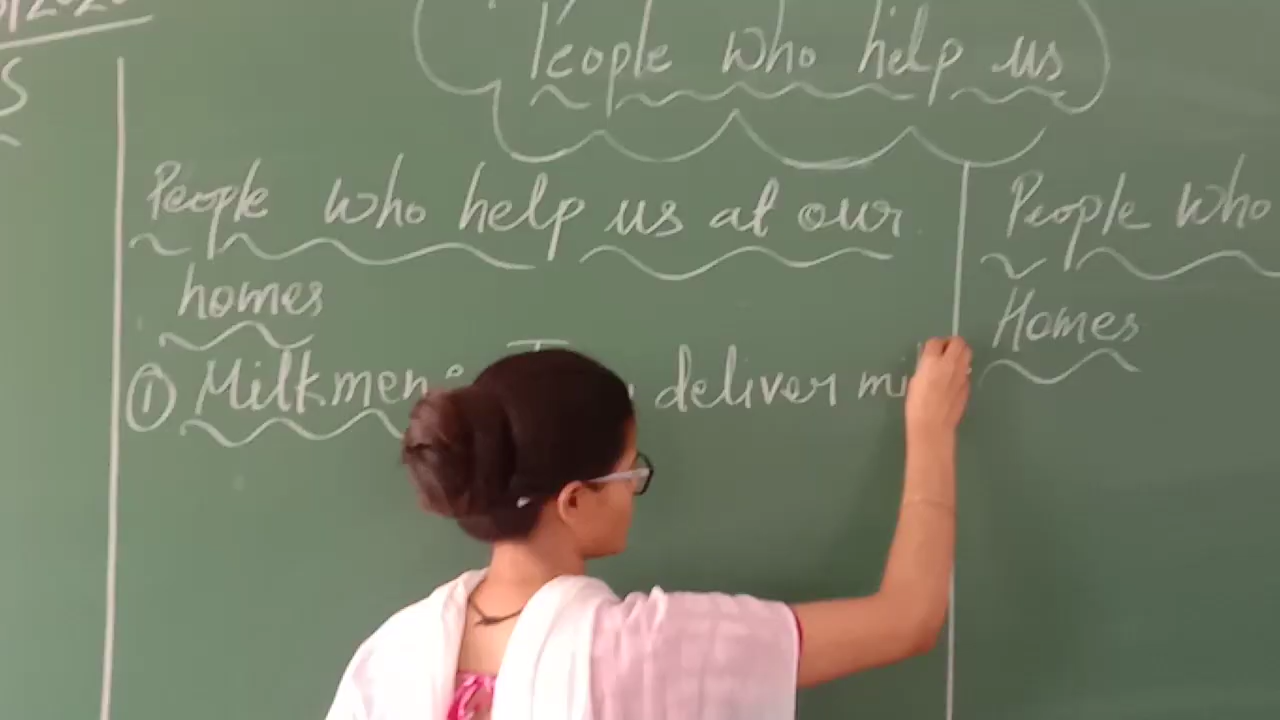 People who help us
People who help us at our
homes
① Milkmen: deliver
People who
Homes